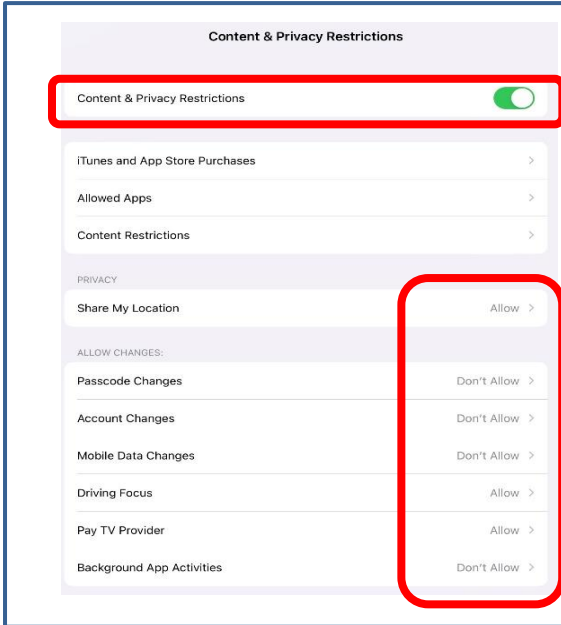 Content & Privacy Restrictions
Content & Privacy Restrictions
iTunes and App Store Purchases
Allowed Apps
Content Restrictions
PRIVACY
Share My Location Allow
ALLOW CHANGES:
Passcode Changes Don't Allow
Account Changes Don't Allow
Mobile Data Changes Don't Allow
Driving Focus Allow
Pay TV Provider Allow
Background App Activities Don't Allow